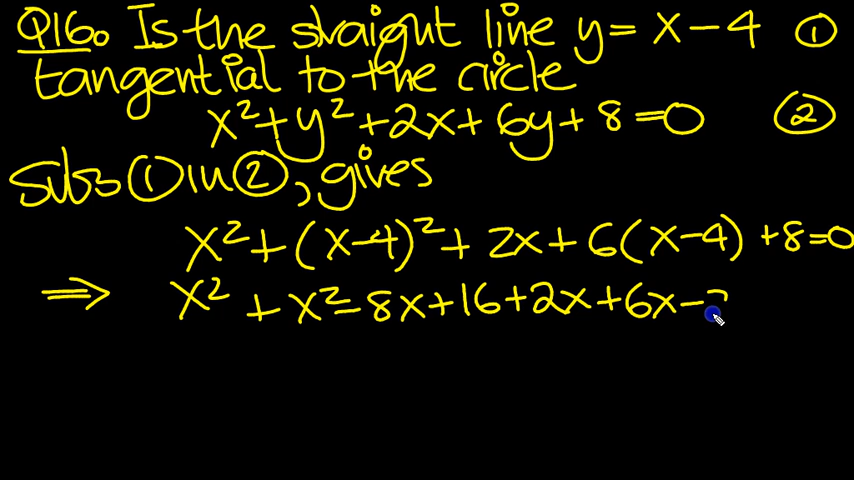 Q16. Is the straight line y = x - 4 ①
tangential to the circle
x² + y² + 2x + 6y + 8 = 0 ②
Subs ① in ②, gives
x² + (x-4)² + 2x + 6(x-4) + 8 = 0
⇒ x² + x² - 8x + 16 + 2x + 6x -